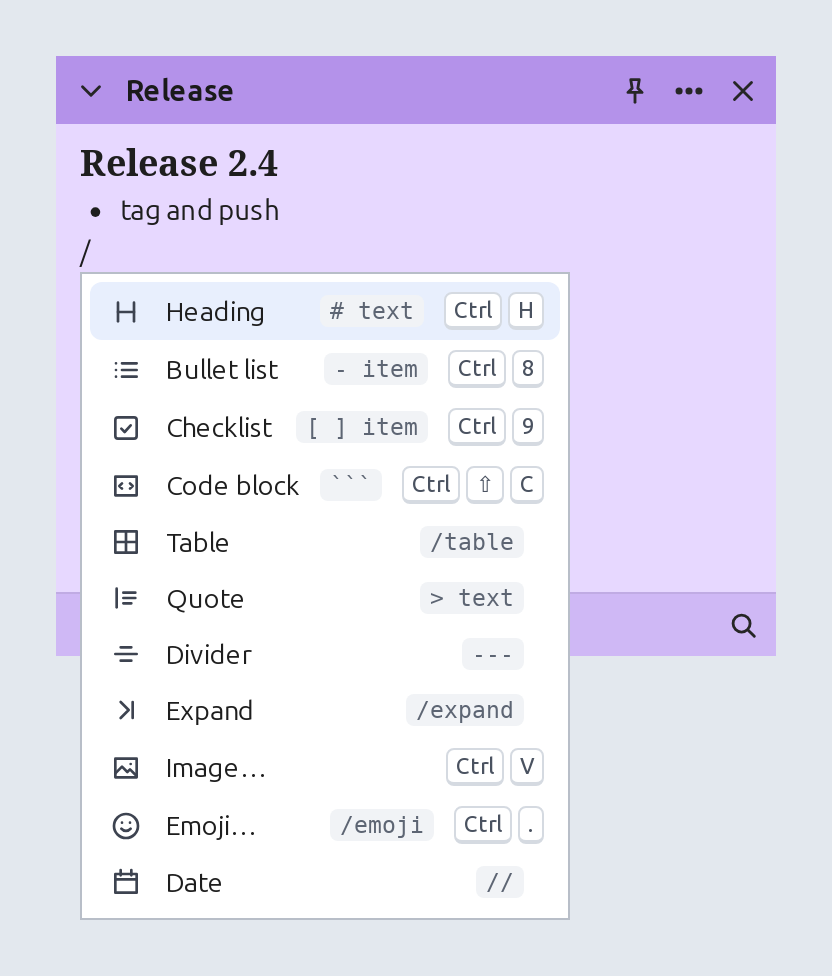 Release
Release 2.4
• tag and push
/
Heading # text Ctrl H
Bullet list - item Ctrl 8
Checklist [ ] item Ctrl 9
Code block ``` Ctrl ⇧ C
Table /table
Quote > text
Divider ---
Expand /expand
Image… Ctrl V
Emoji… /emoji Ctrl .
Date //